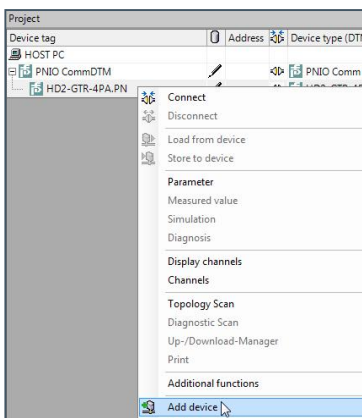 Project
Device tag Address Device type (DTM
HOST PC
PNIO CommDTM PNIO Comm
HD2-GTR-4PA.PN
Connect
Disconnect
Load from device
Store to device
Parameter
Measured value
Simulation
Diagnosis
Display channels
Channels
Topology Scan
Diagnostic Scan
Up-/Download-Manager
Print
Additional functions
Add device